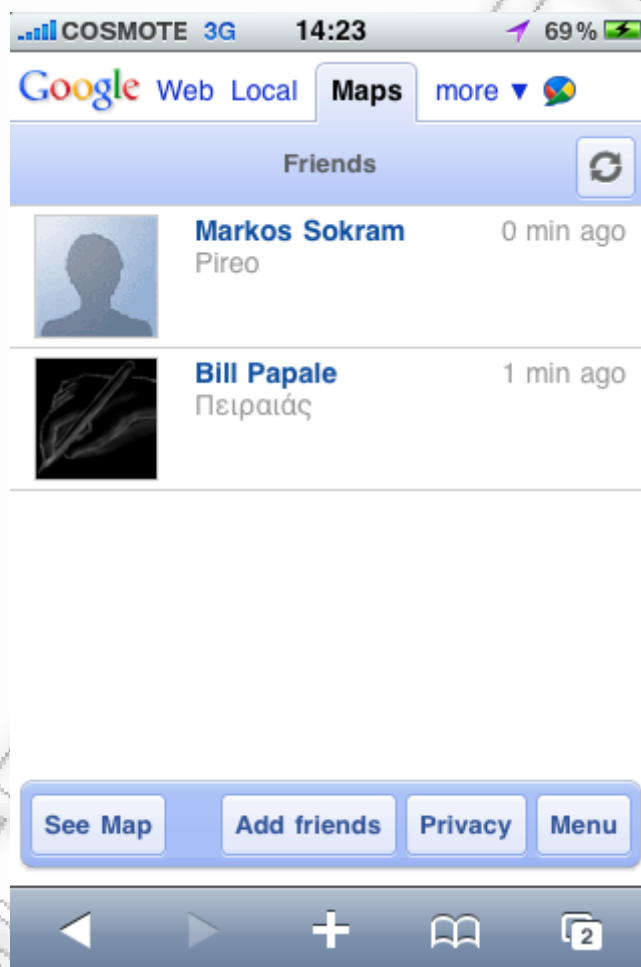 COSMOTE 3G 14:23 69%
Google Web Local Maps more ▼
Friends
Markos Sokram 0 min ago
Pireo
Bill Papale 1 min ago
Πειραιάς
See Map Add friends Privacy Menu
2